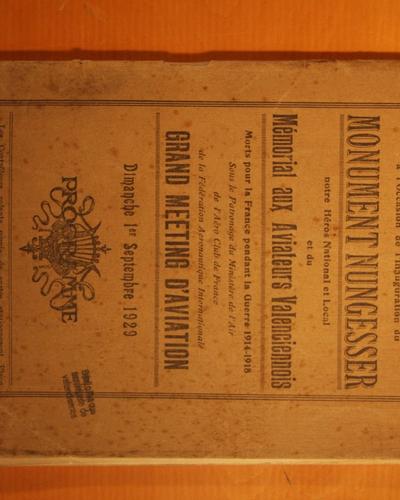 à l'occasion de l'Inauguration du
MONUMENT NUNGESSER
notre Héros National et Local
et du
Mémorial aux Aviateurs Valenciennois
Morts pour la France pendant la Guerre 1914-1918
Sous le Patronage du Ministère de l'Air
de l'Aéro Club de France
de la Fédération Aéronautique Internationale
GRAND MEETING D'AVIATION
Dimanche 1er Septembre 1929
PROGRAMME